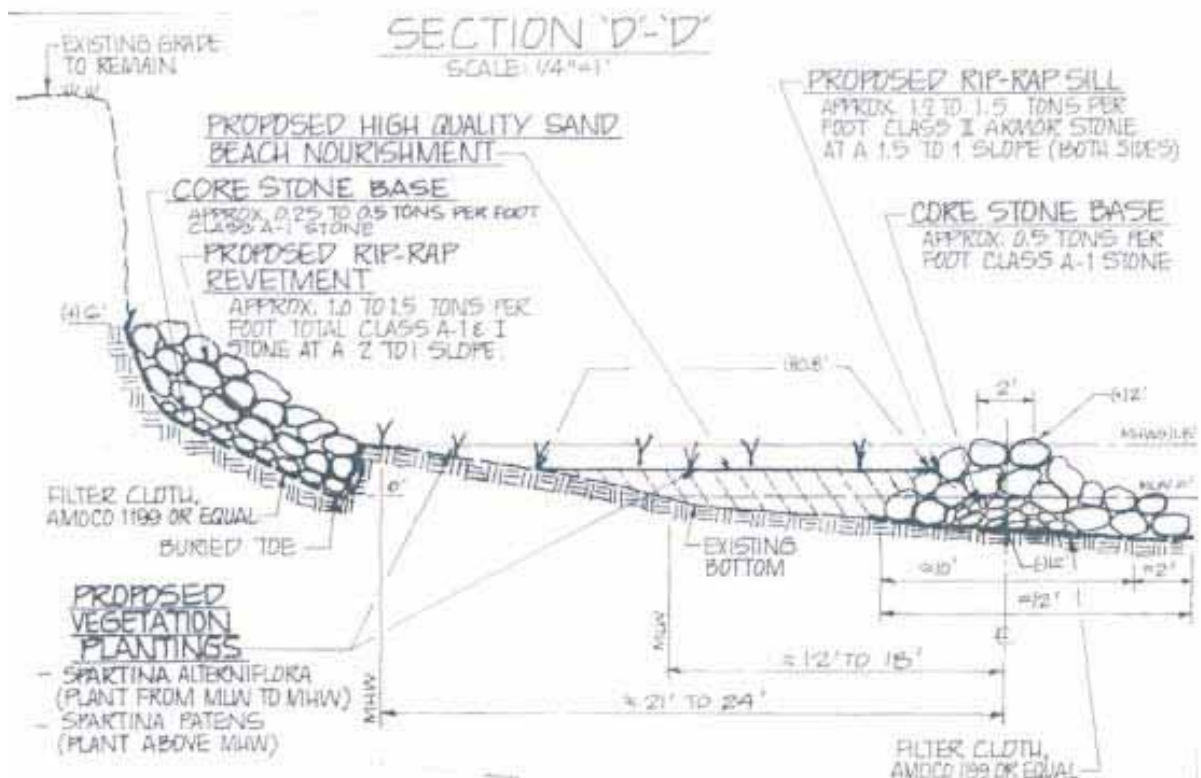 SECTION 'D'-'D'
SCALE: 1/4"=1'
EXISTING GRADE
TO REMAIN
PROPOSED HIGH QUALITY SAND
BEACH NOURISHMENT
CORE STONE BASE
APPROX. 0.25 TO 0.5 TONS PER FOOT
CLASS A-1 STONE
PROPOSED RIP-RAP
REVETMENT
APPROX. 1.0 TO 1.5 TONS PER
FOOT TOTAL CLASS A-1 & I
STONE AT A 2 TO 1 SLOPE
PROPOSED RIP-RAP SILL
APPROX. 1.2 TO 1.5 TONS PER
FOOT CLASS II ARMOR STONE
AT A 1.5 TO 1 SLOPE (BOTH SIDES)
CORE STONE BASE
APPROX. 0.5 TONS PER
FOOT CLASS A-1 STONE
(+) 6'
2'
0'
FILTER CLOTH,
AMOCO 1199 OR EQUAL
BURIED TOE
EXISTING
BOTTOM
≈10'
≈2'
≈12'
MLW
≈ 12' TO 18'
MHW
≈ 21' TO 24'
PROPOSED
VEGETATION
PLANTINGS
- SPARTINA ALTERNIFLORA
(PLANT FROM MLW TO MHW)
- SPARTINA PATENS
(PLANT ABOVE MHW)
FILTER CLOTH,
AMOCO 1199 OR EQUAL